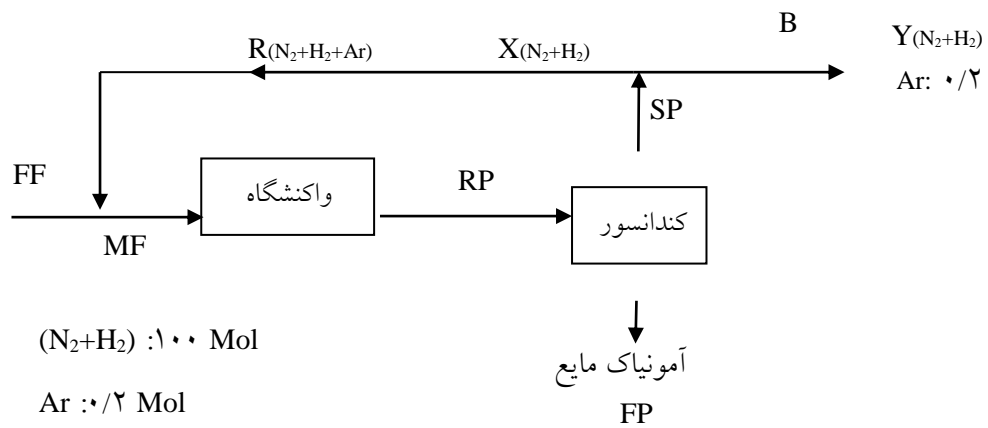 B
Y(N₂+H₂)
R(N₂+H₂+Ar)
X(N₂+H₂)
Ar: ۰/۲
SP
FF
واکنشگاه
RP
کندانسور
MF
(N₂+H₂) :۱۰۰ Mol
آمونیاک مایع
Ar :۰/۲ Mol
FP